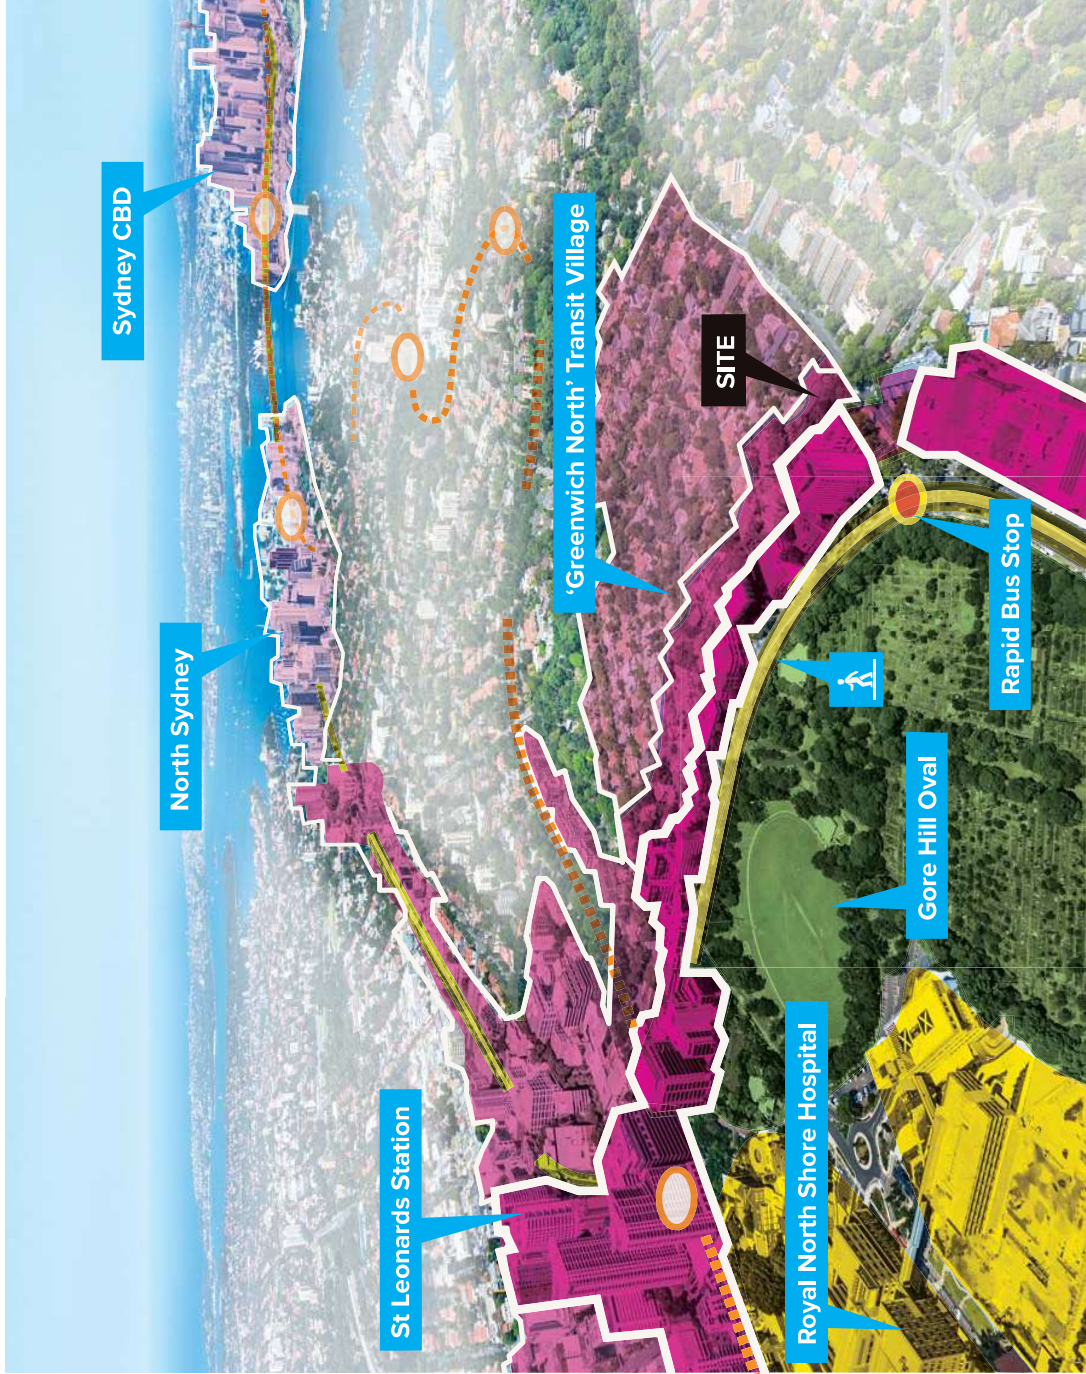 Sydney CBD
North Sydney
St Leonards Station
'Greenwich North' Transit Village
SITE
Rapid Bus Stop
Gore Hill Oval
Royal North Shore Hospital